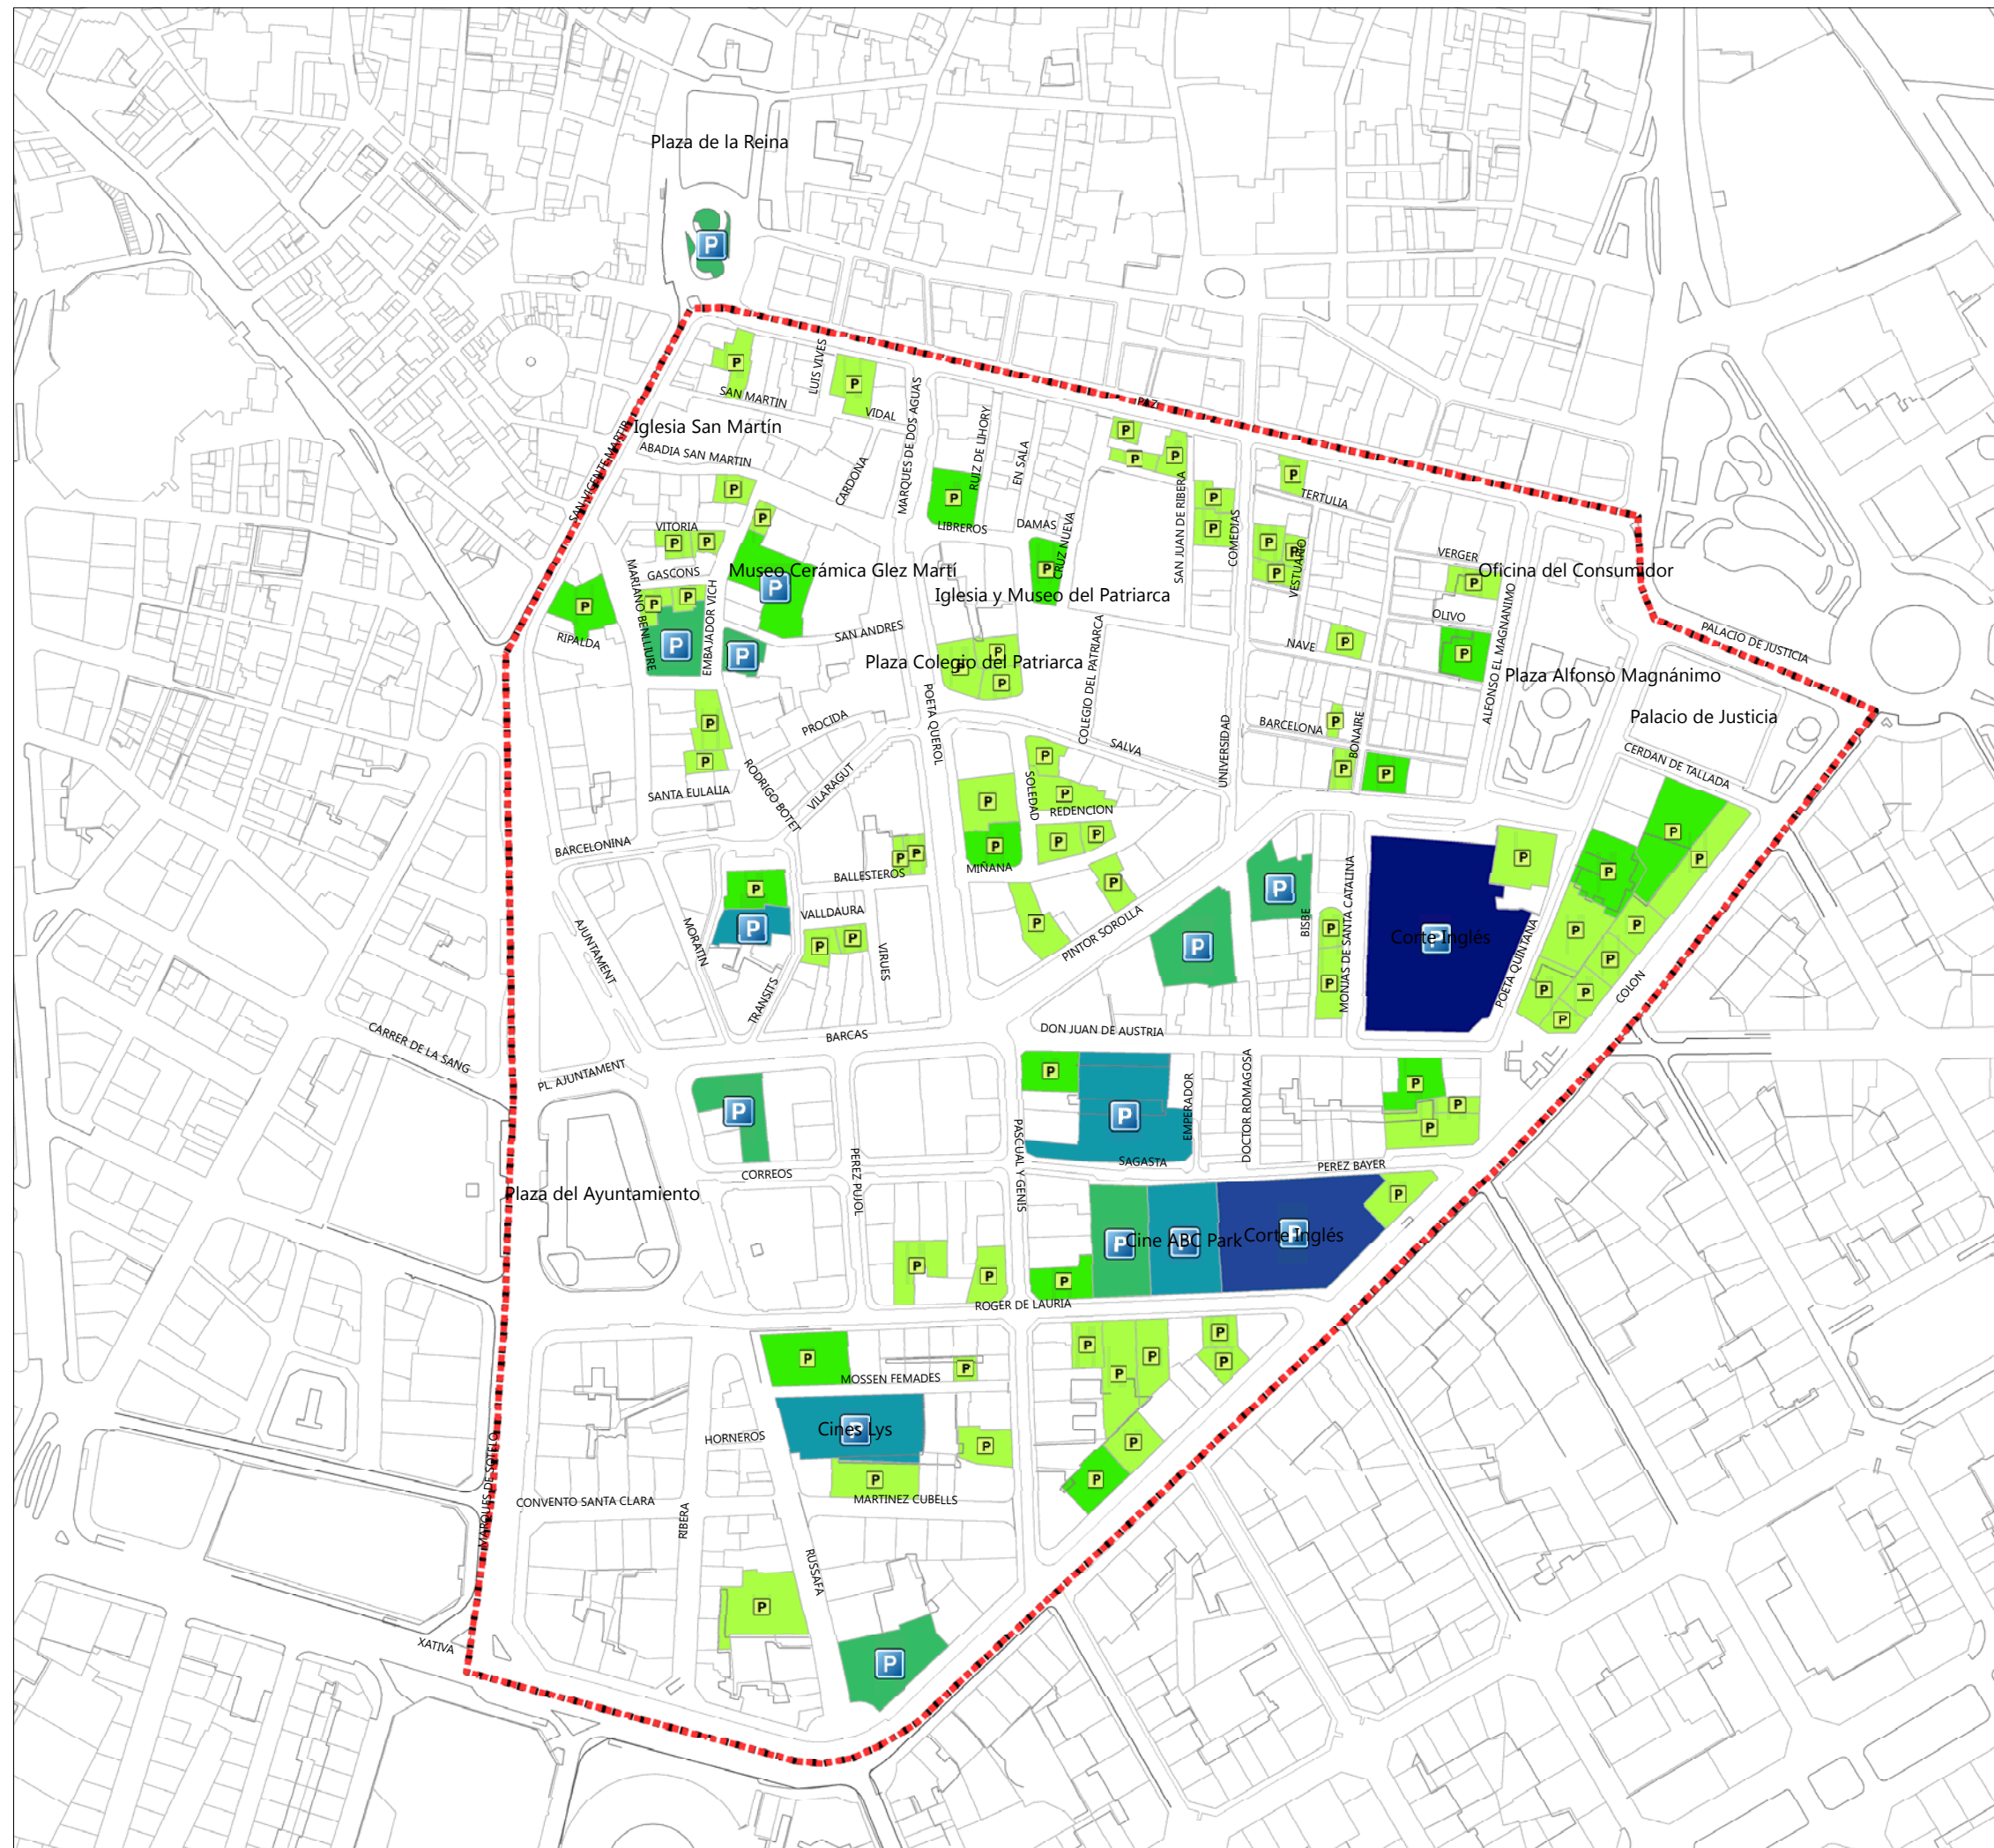 Plaza de la Reina
P
P
SAN MARTIN
LUIS VIVES
P
VIDAL
MARQUES DE DOS AGUAS
PAZ
Iglesia San Martín
ABADIA SAN MARTIN
SAN VICENTE MARTIR
CARDONA
RUIZ DE LIHORY
EN SALA
P
P
P
P
TERTULIA
P
P
P
LIBREROS
DAMAS
CRUZ NUEVA
SAN JUAN DE RIBERA
P
P
COMEDIAS
VITORIA
P
P
P
P
P
P
VESTUARIO
VERGER
GASCONS
Museo Cerámica Glez Martí
P
P
Oficina del Consumidor
P
Iglesia y Museo del Patriarca
MARIANO BENLLIURE
EMBAJADOR VICH
P
P
P
RIPALDA
P
P
SAN ANDRES
OLIVO
NAVE
P
P
PALACIO DE JUSTICIA
Plaza Colegio del Patriarca
P
P
P
COLEGIO DEL PATRIARCA
ALFONSO EL MAGNANIMO
Plaza Alfonso Magnánimo
Palacio de Justicia
P
P
PROCIDA
POETA QUEROL
SALVA
UNIVERSIDAD
BARCELONA
P
BONAIRE
CERDAN DE TALLADA
P
P
P
SANTA EULALIA
RODRIGO BOTET
VILARAGUT
SOLEDAD
P
P
REDENCION
P
P
P
P
BARCELONINA
P
P
BALLESTEROS
MIÑANA
P
P
P
P
P
P
P
P
VALLDAURA
P
P
VIRUES
P
PINTOR SOROLLA
P
BISBE
P
P
MONJAS DE SANTA CATALINA
Corte Inglés
P
POETA QUINTANA
P
P
P
P
P
P
COLON
AJUNTAMENT
MORATIN
TRANSITS
BARCAS
DON JUAN DE AUSTRIA
CARRER DE LA SANG
PL. AJUNTAMENT
P
P
P
EMPERADOR
DOCTOR ROMAGOSA
P
P
P
CORREOS
PEREZ PUJOL
PASCUAL Y GENIS
SAGASTA
PEREZ BAYER
Plaza del Ayuntamiento
P
P
Cine ABC Park
P
Corte Inglés
P
P
P
P
ROGER DE LAURIA
P
P
P
P
P
P
P
MOSSEN FEMADES
P
Cines Lys
P
HORNEROS
P
P
P
P
MARTINEZ CUBELLS
CONVENTO SANTA CLARA
MARQUES DE SOTELO
RIBERA
RUSSAFA
P
XATIVA
P